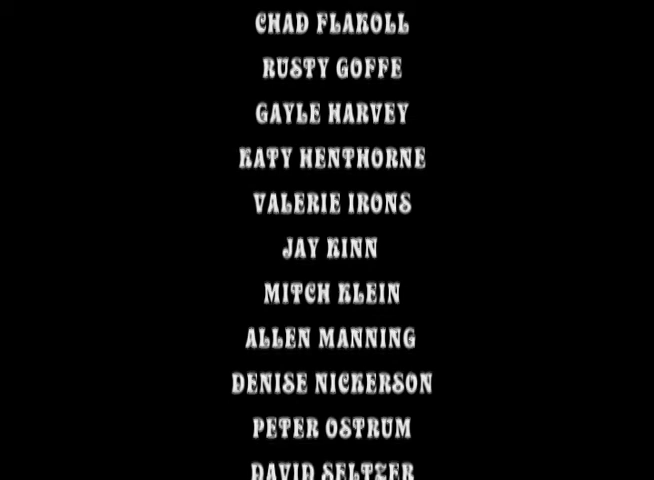 CHAD FLAKOLL
RUSTY GOFFE
GAYLE HARVEY
KATY HENTHORNE
VALERIE IRONS
JAY KINN
MITCH KLEIN
ALLEN MANNING
DENISE NICKERSON
PETER OSTRUM
DAVID SELTZER